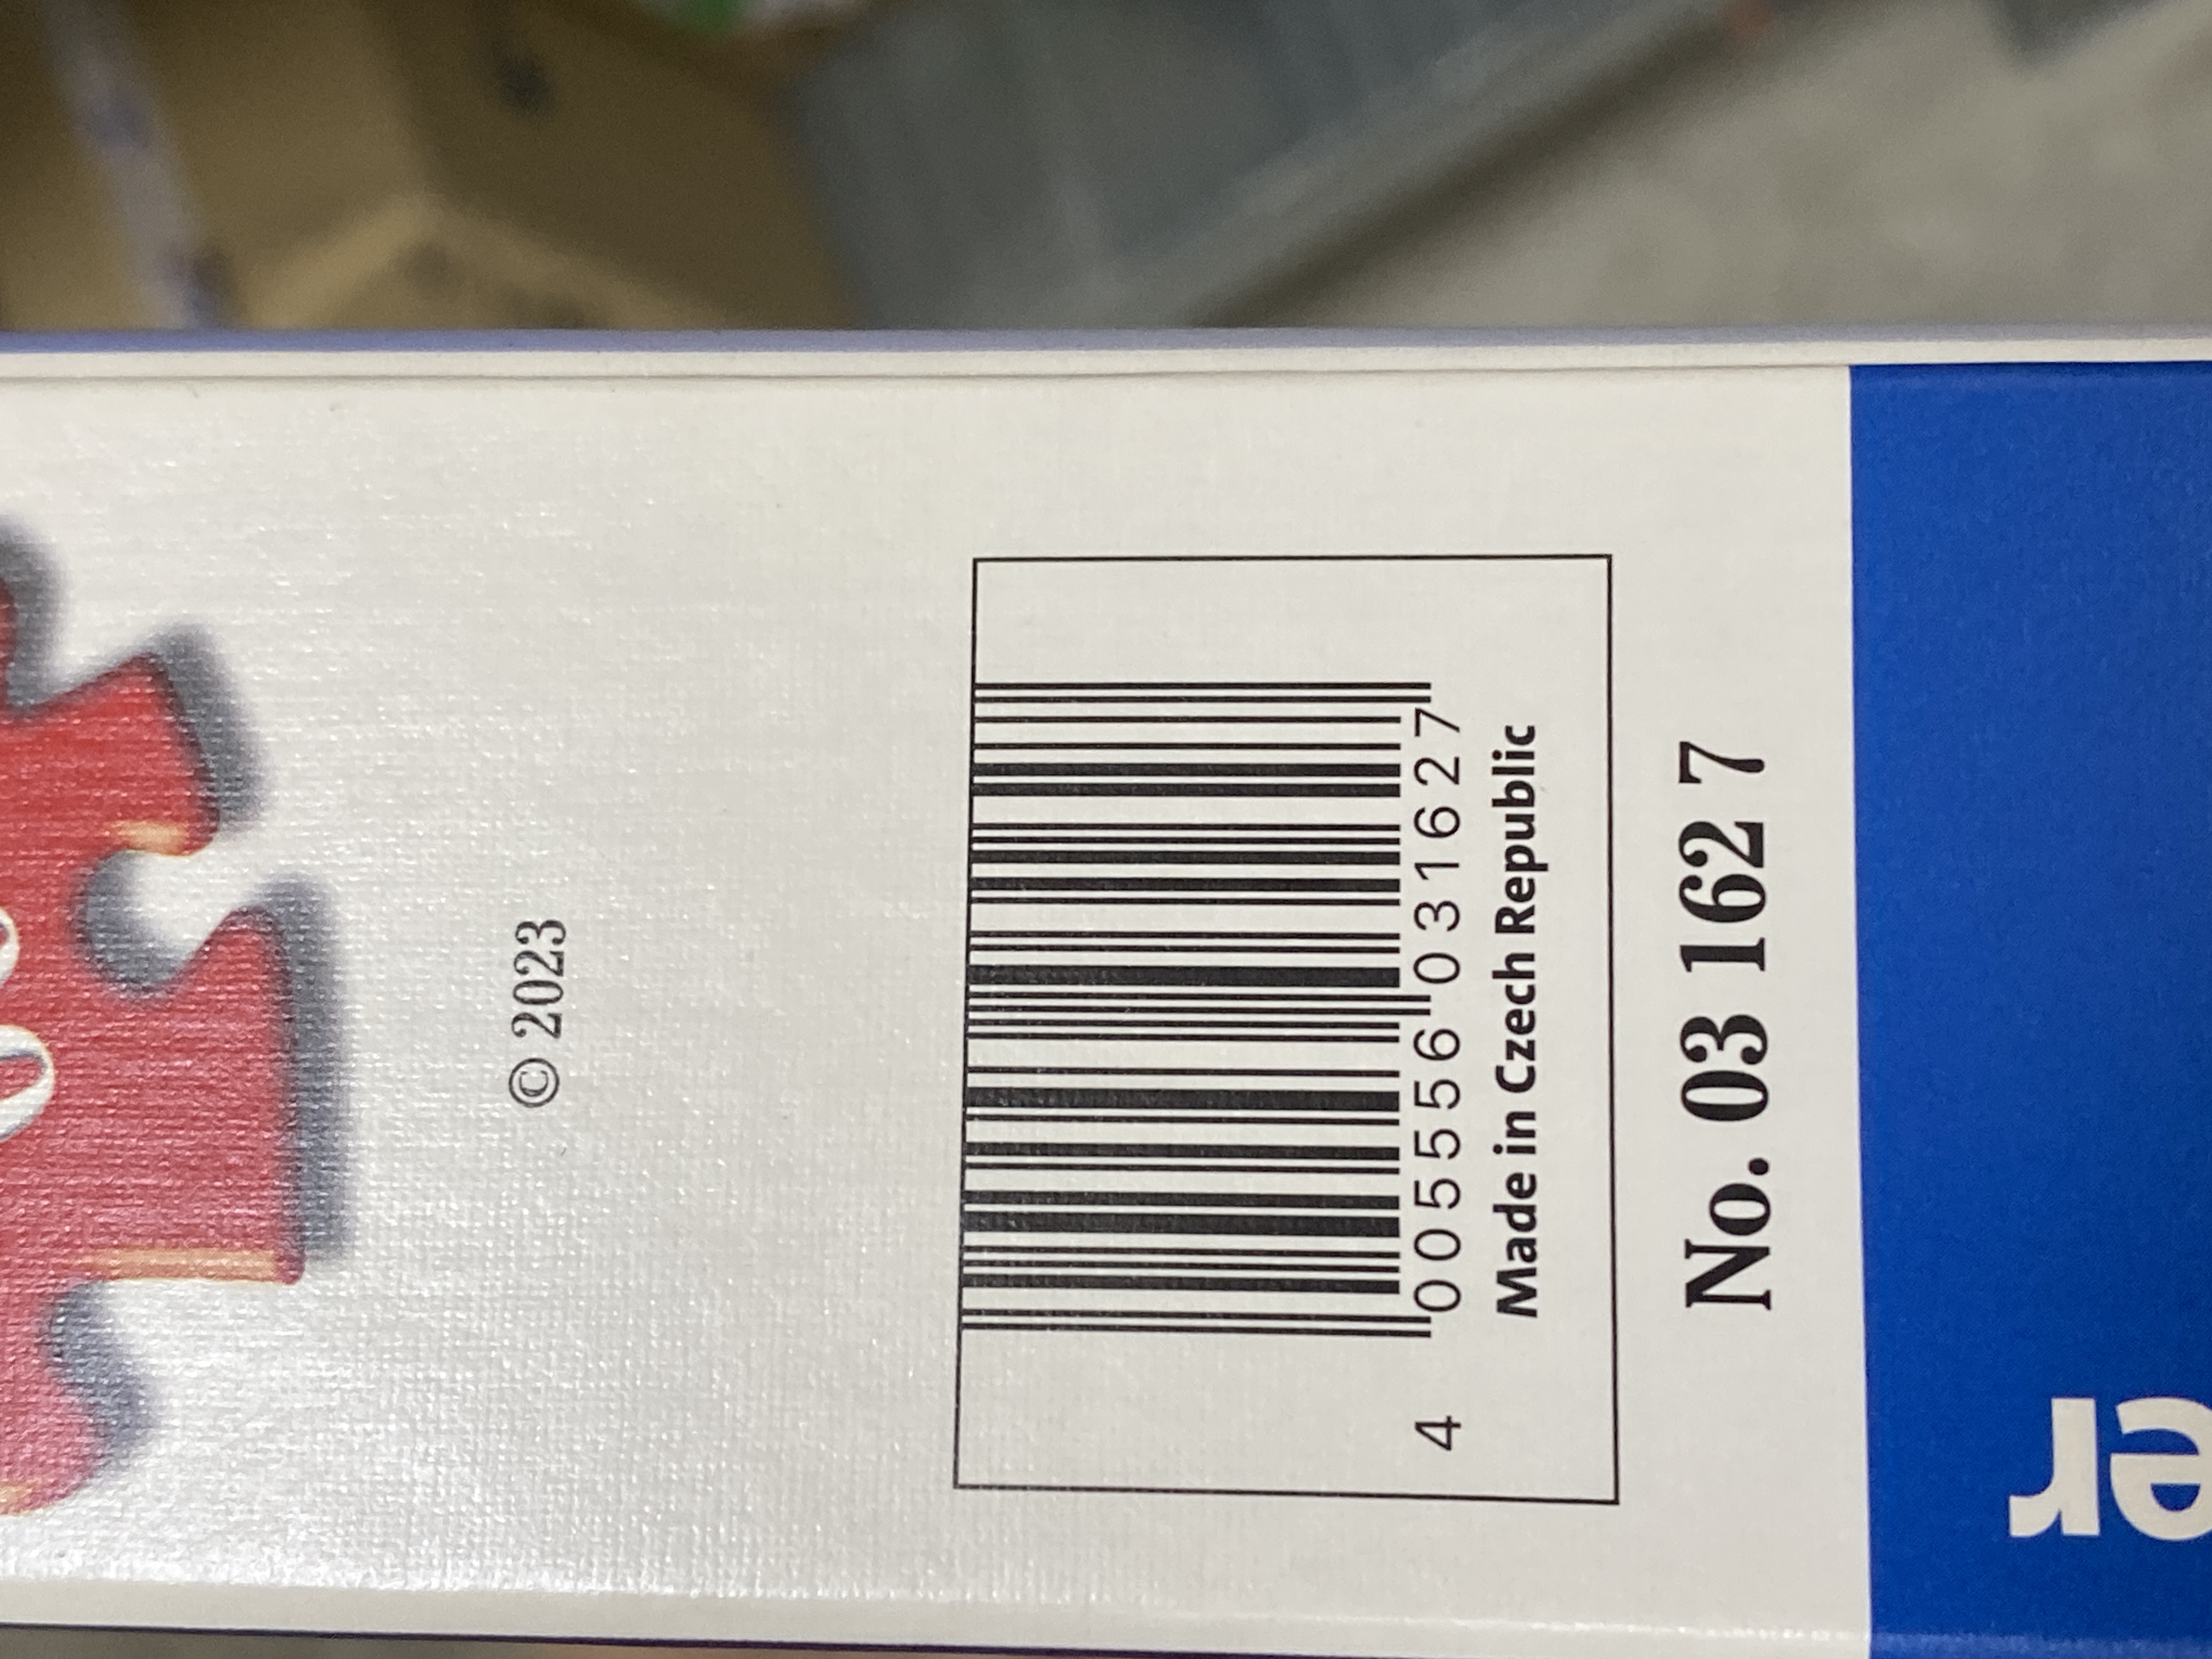 © 2023
4 005556 031627
Made in Czech Republic
No. 03 162 7
er